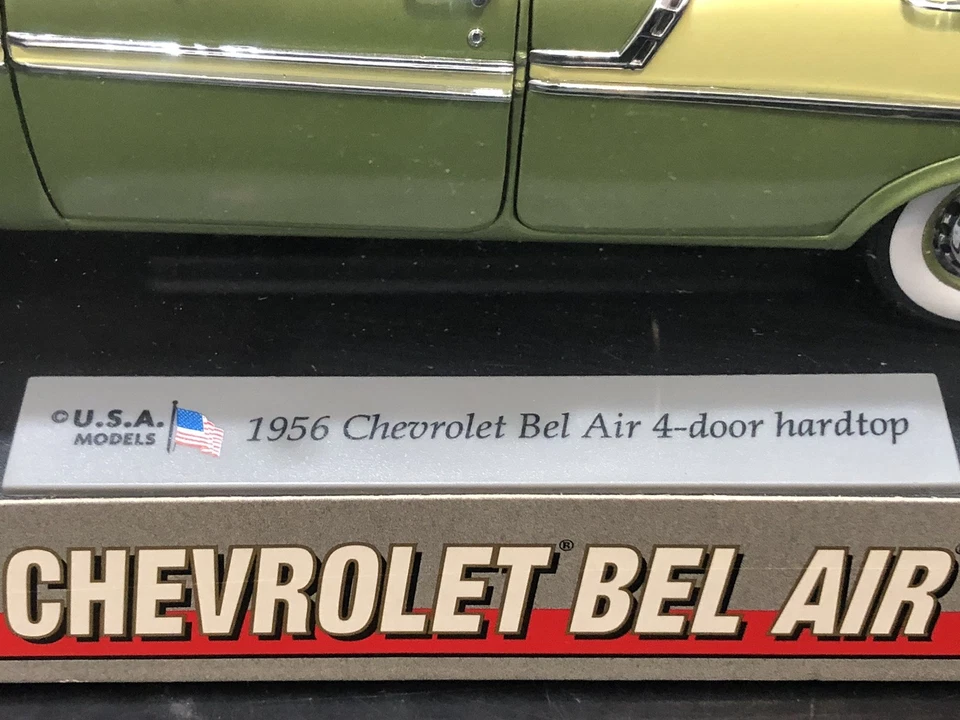 ©U.S.A.
MODELS
1956 Chevrolet Bel Air 4-door hardtop
CHEVROLET® BEL AIR